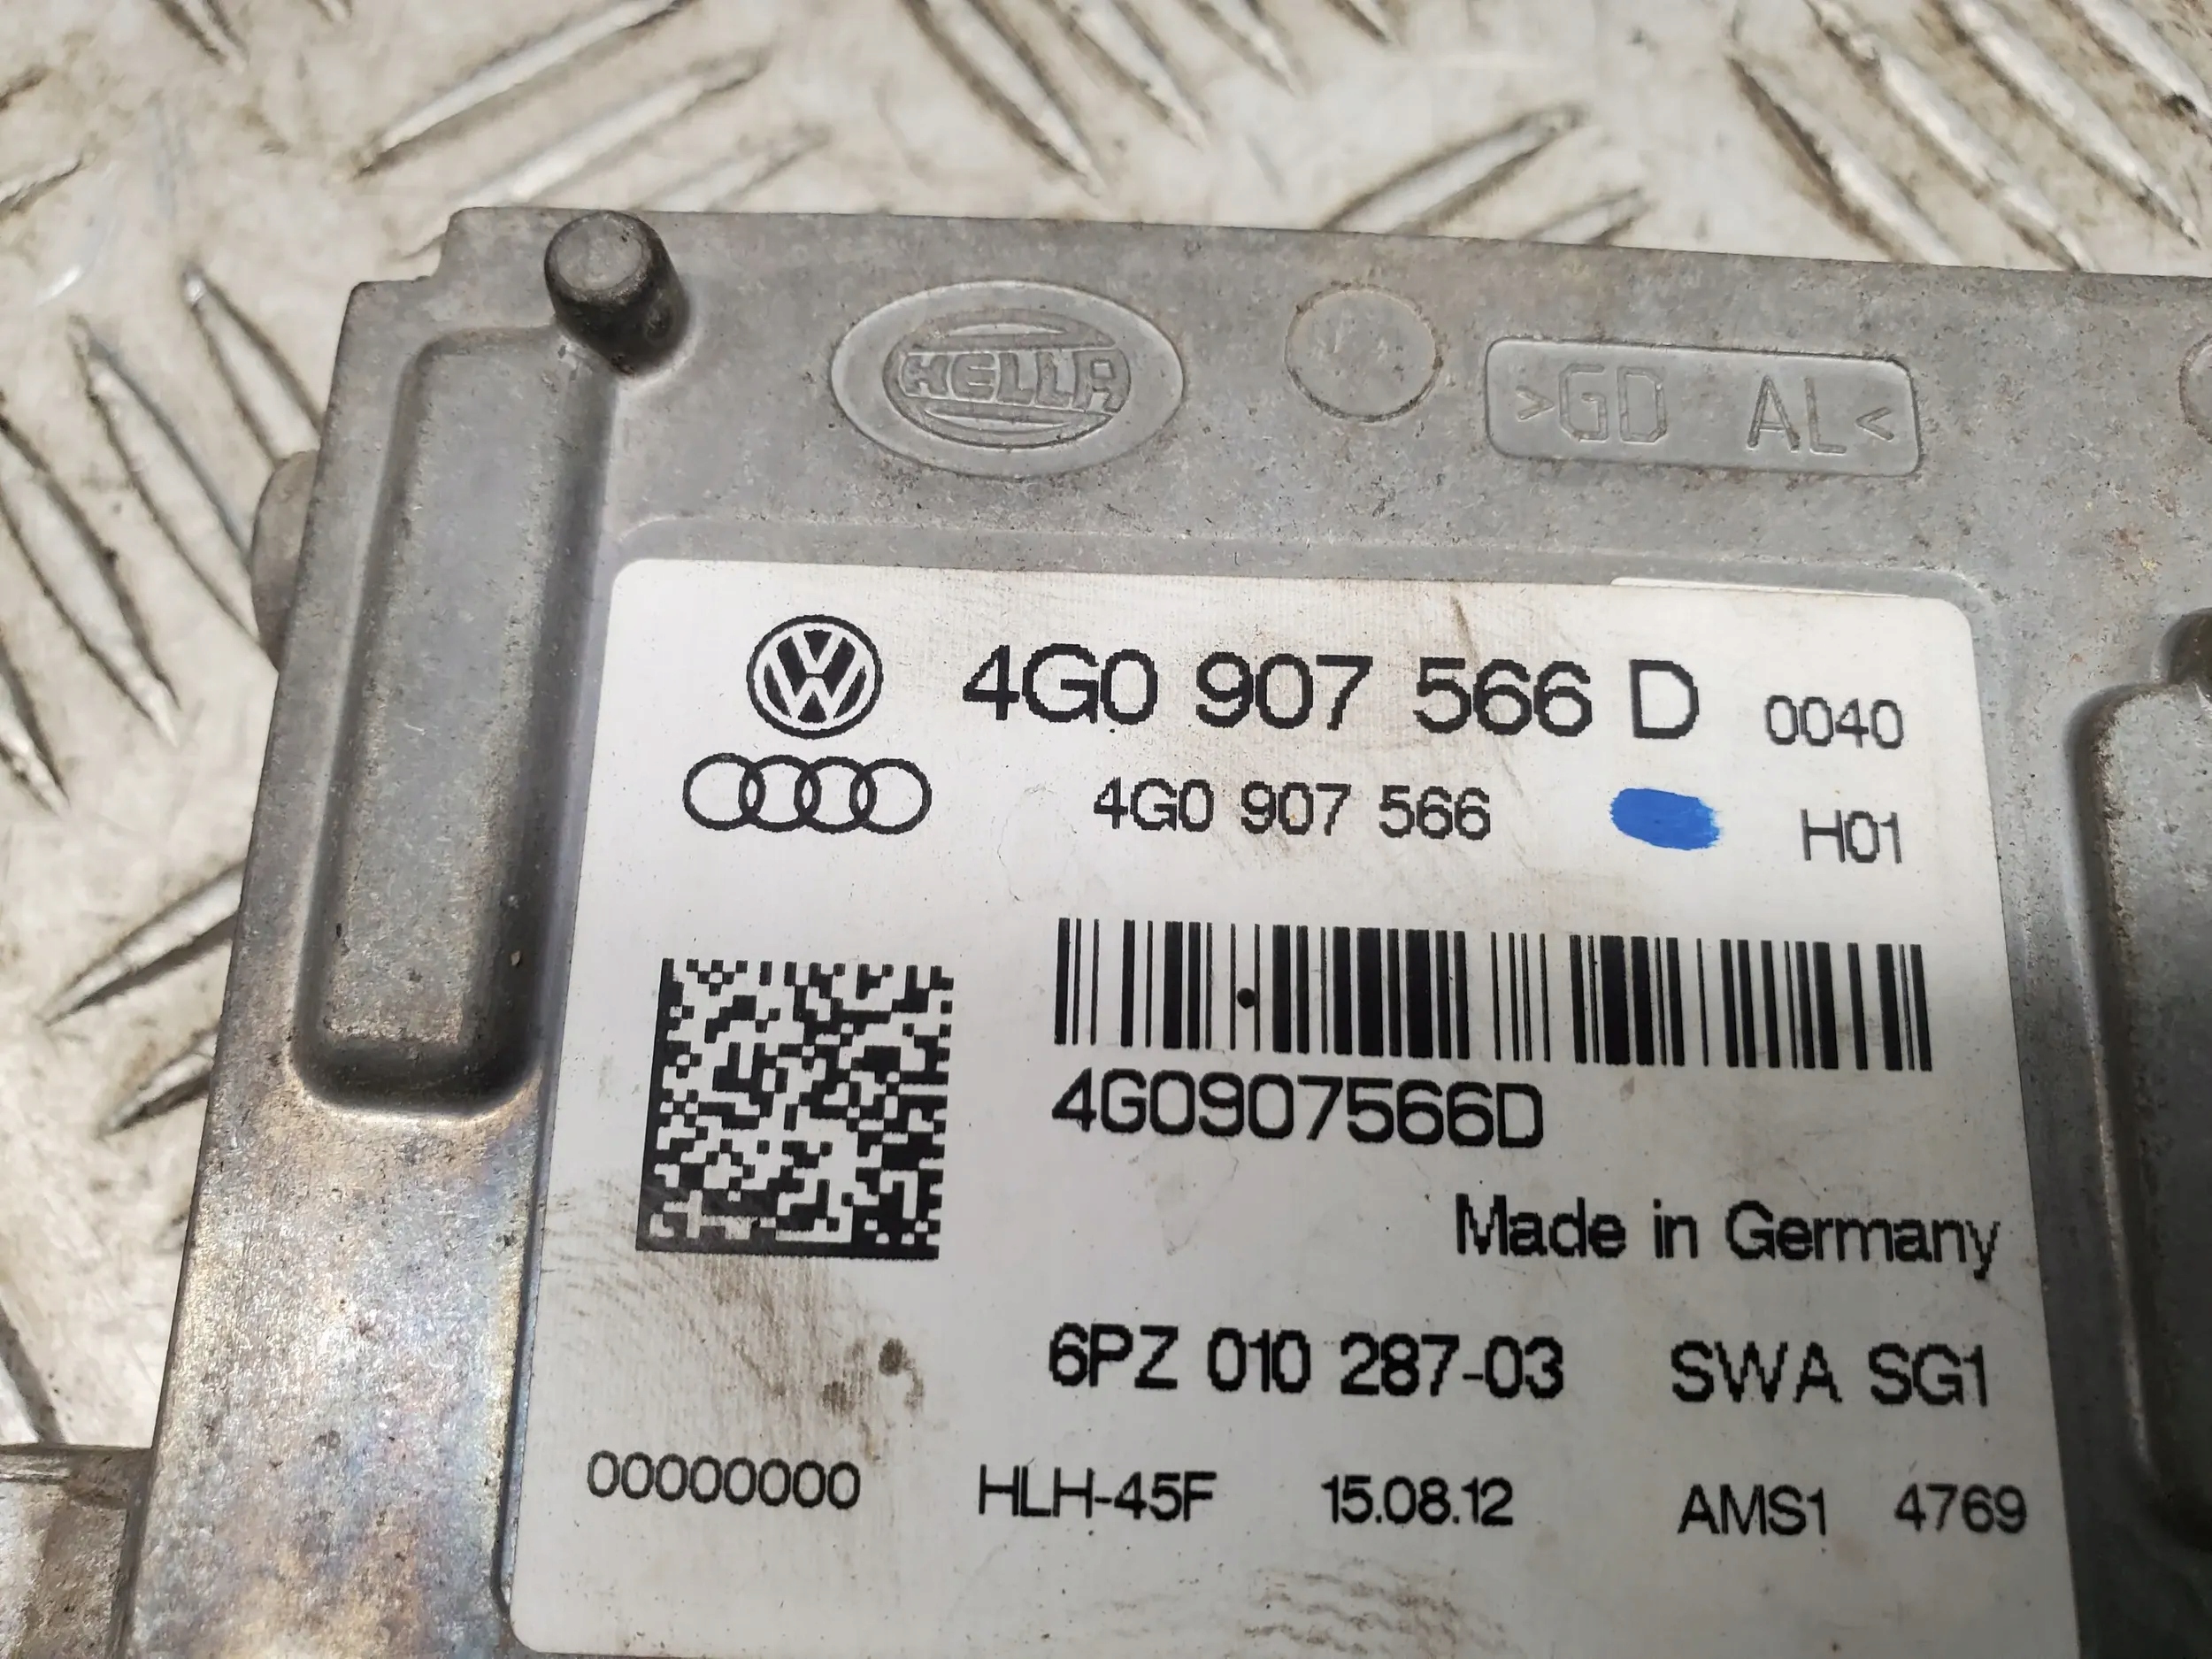 HELLA
>GD AL<
4G0 907 566 D 0040
4G0 907 566 H01
4G0907566D
Made in Germany
6PZ 010 287-03 SWA SG1
00000000 HLH-45F 15.08.12 AMS1 4769